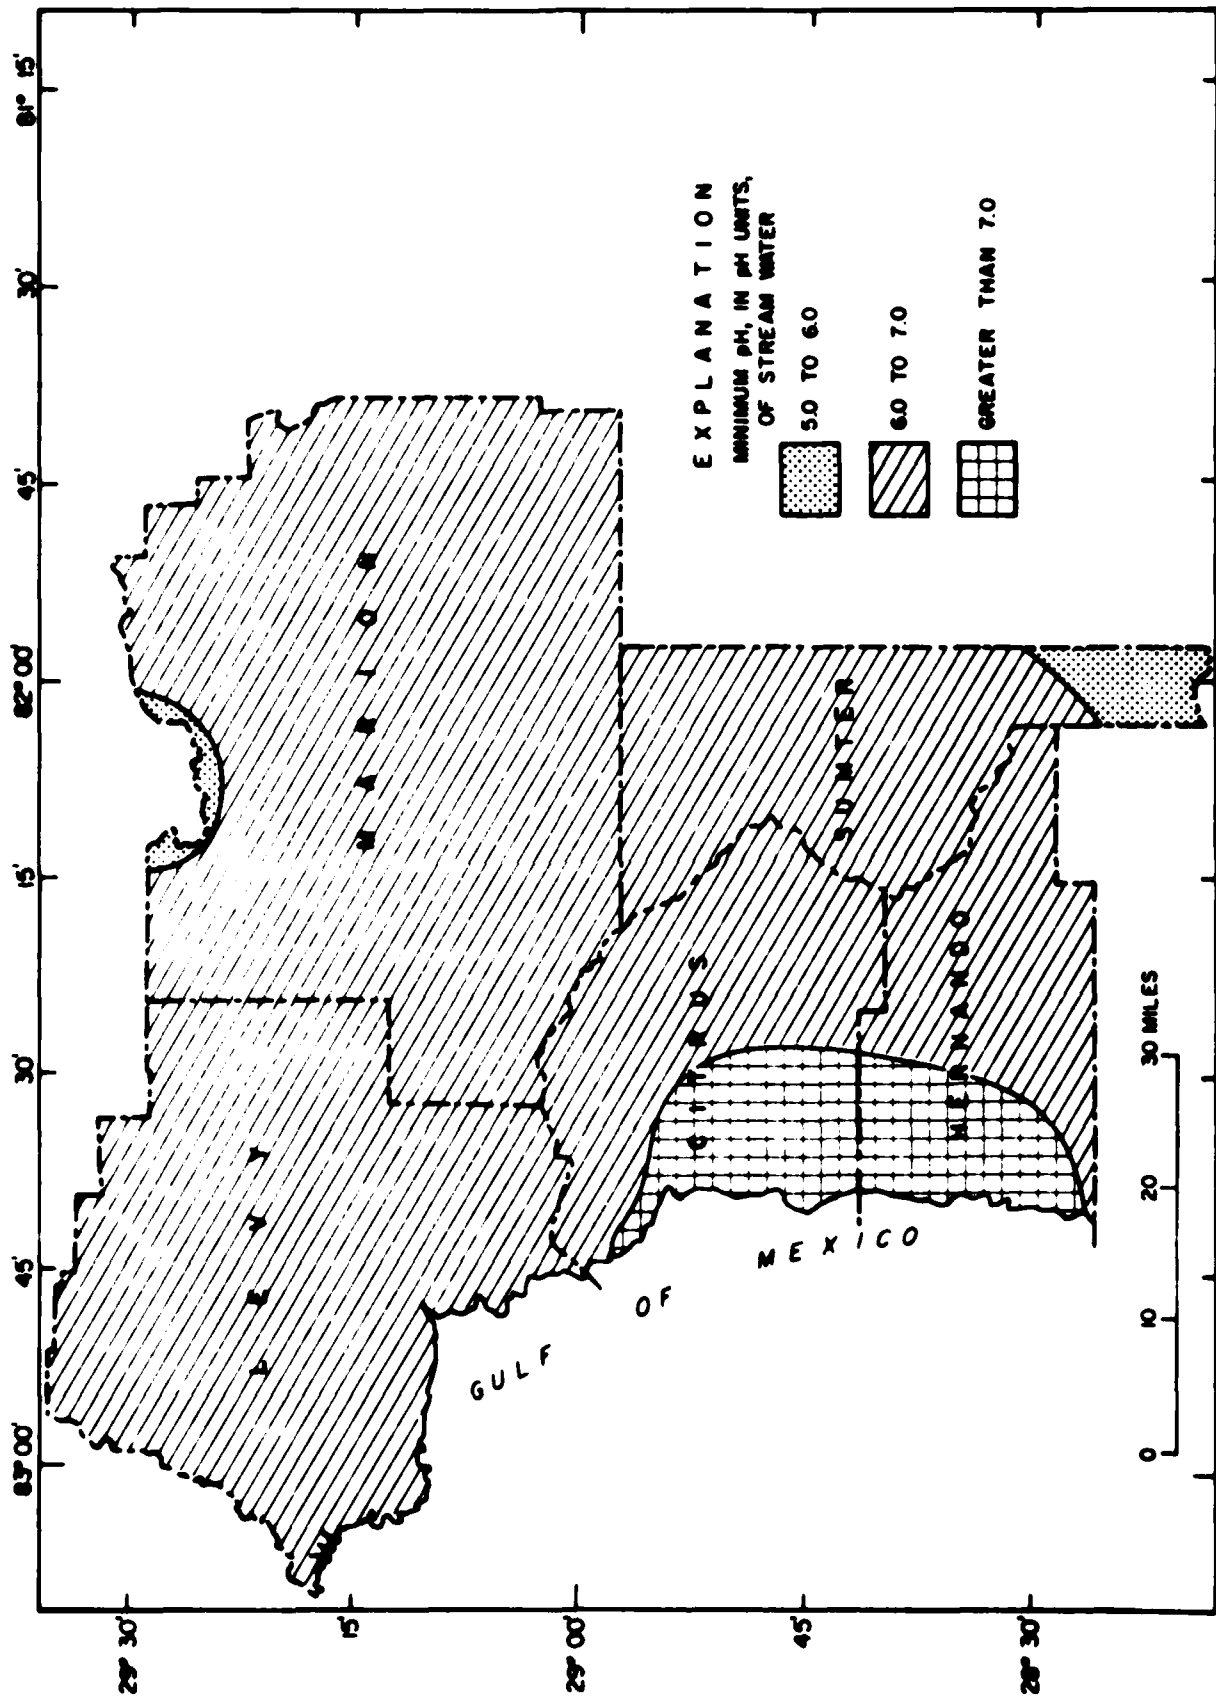 83° 00'
45'
30'
15'
82° 00'
45'
30'
81° 15'
29° 30'
15'
29° 00'
45'
28° 30'
LEVY
MARION
CITRUS
SUMTER
HERNANDO
GULF OF MEXICO
EXPLANATION
MINIMUM pH, IN pH UNITS,
OF STREAM WATER
5.0 TO 6.0
6.0 TO 7.0
GREATER THAN 7.0
0 10 20 30 MILES